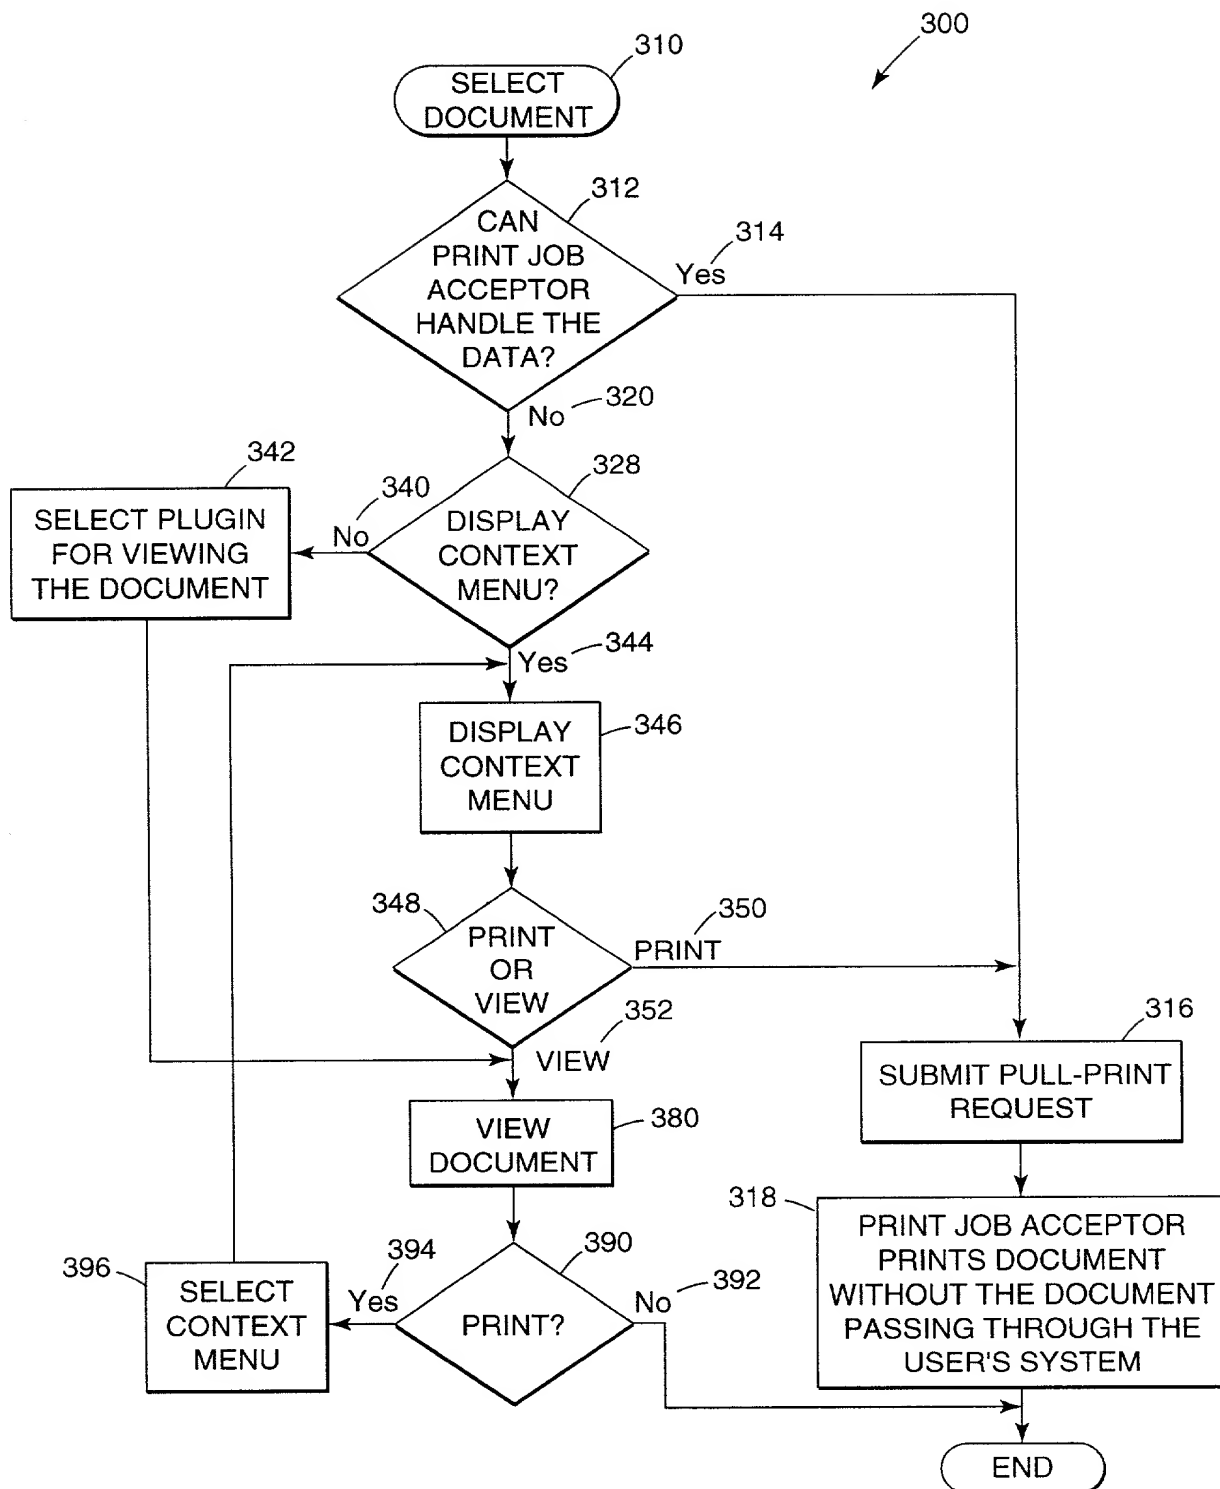 300
310
SELECT
DOCUMENT
312
CAN
PRINT JOB
ACCEPTOR
HANDLE THE
DATA?
314
Yes
320
No
342
SELECT PLUGIN
FOR VIEWING
THE DOCUMENT
340
No
328
DISPLAY
CONTEXT
MENU?
344
Yes
346
DISPLAY
CONTEXT
MENU
348
PRINT
OR
VIEW
350
PRINT
352
VIEW
316
SUBMIT PULL-PRINT
REQUEST
380
VIEW
DOCUMENT
318
PRINT JOB ACCEPTOR
PRINTS DOCUMENT
WITHOUT THE DOCUMENT
PASSING THROUGH THE
USER'S SYSTEM
390
PRINT?
392
No
394
Yes
396
SELECT
CONTEXT
MENU
END